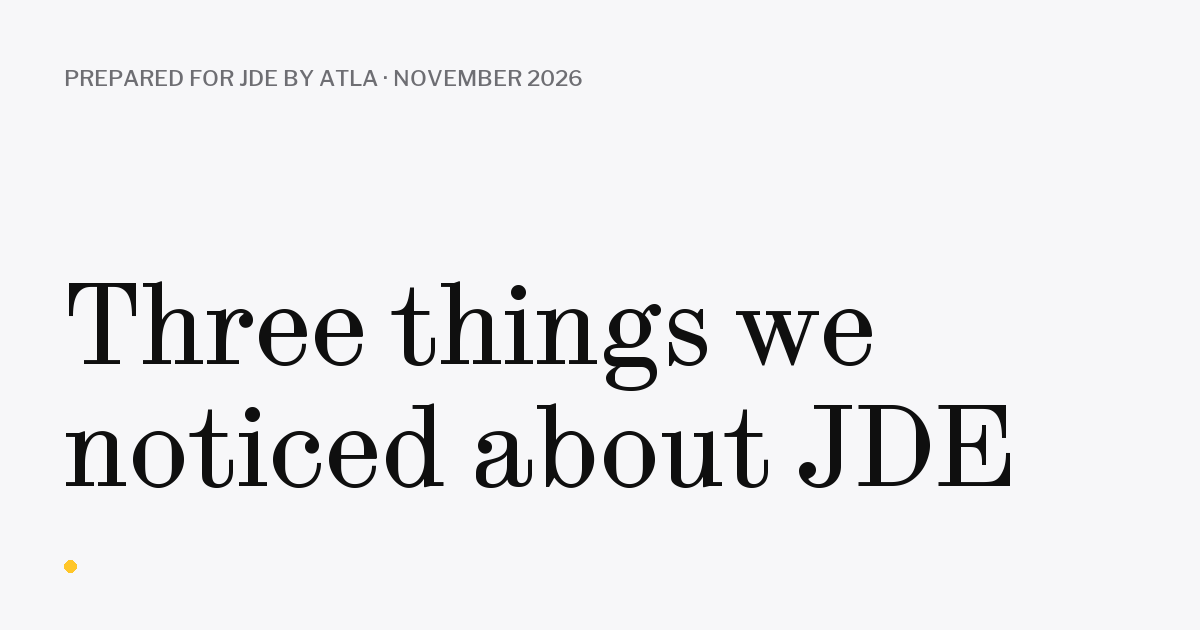 PREPARED FOR JDE BY ATLA · NOVEMBER 2026
Three things we
noticed about JDE